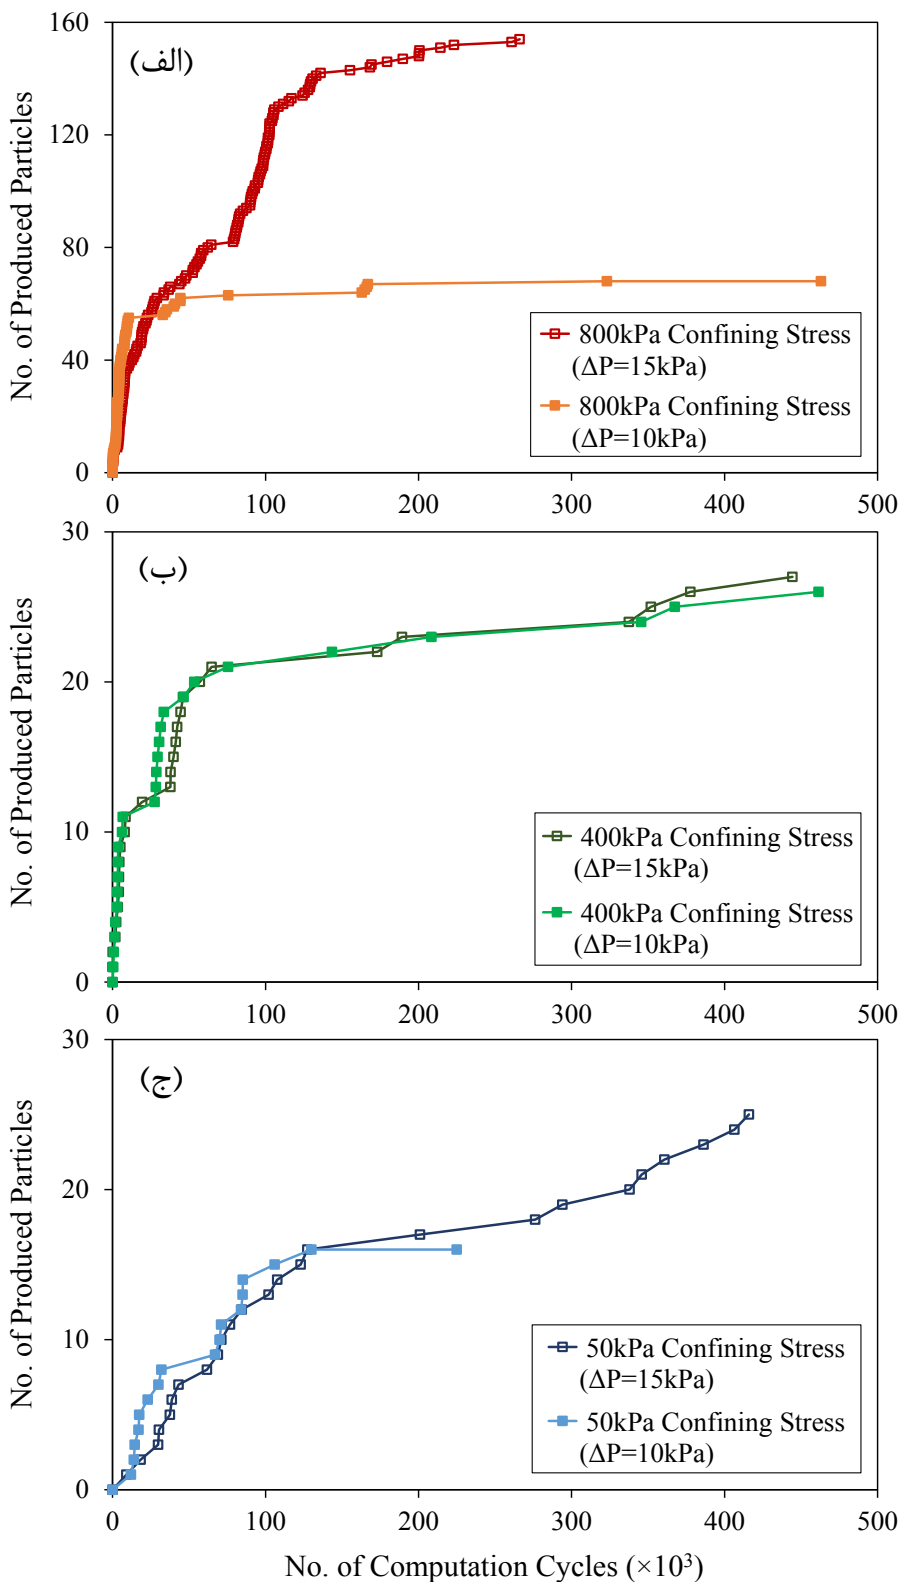 (الف)
No. of Produced Particles
160
120
80
40
0
0 100 200 300 400 500
800kPa Confining Stress
(ΔP=15kPa)
800kPa Confining Stress
(ΔP=10kPa)
(ب)
No. of Produced Particles
30
20
10
0
0 100 200 300 400 500
400kPa Confining Stress
(ΔP=15kPa)
400kPa Confining Stress
(ΔP=10kPa)
(ج)
No. of Produced Particles
30
20
10
0
0 100 200 300 400 500
50kPa Confining Stress
(ΔP=15kPa)
50kPa Confining Stress
(ΔP=10kPa)
No. of Computation Cycles (×10³)